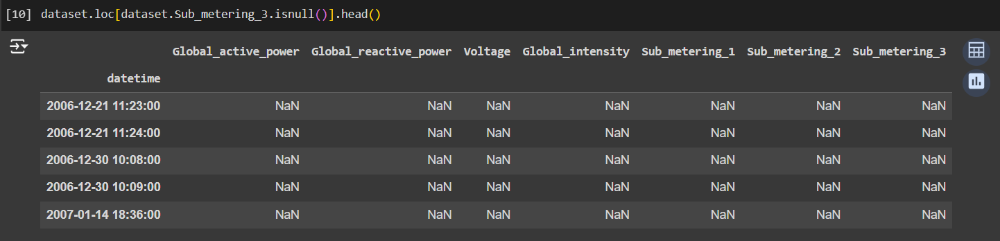 [10] dataset.loc[dataset.Sub_metering_3.isnull()].head()
Global_active_power Global_reactive_power Voltage Global_intensity Sub_metering_1 Sub_metering_2 Sub_metering_3
datetime
2006-12-21 11:23:00 NaN NaN NaN NaN NaN NaN NaN
2006-12-21 11:24:00 NaN NaN NaN NaN NaN NaN NaN
2006-12-30 10:08:00 NaN NaN NaN NaN NaN NaN NaN
2006-12-30 10:09:00 NaN NaN NaN NaN NaN NaN NaN
2007-01-14 18:36:00 NaN NaN NaN NaN NaN NaN NaN